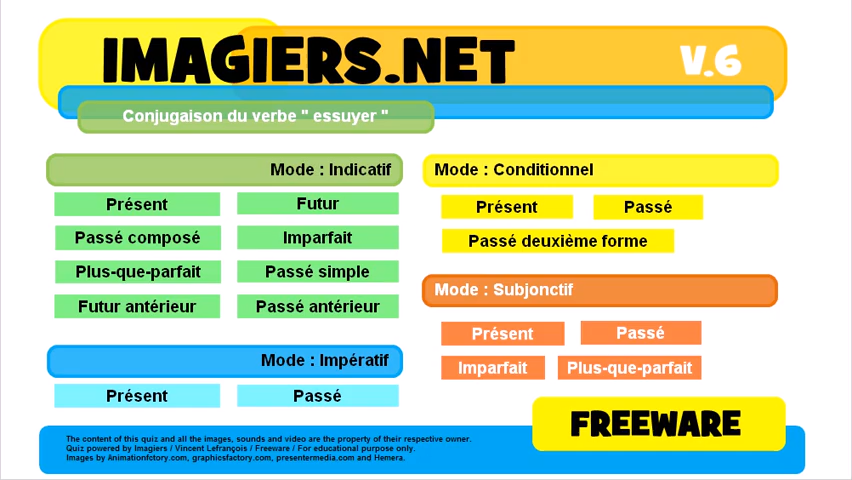 IMAGIERS.NET
V.6
Conjugaison du verbe " essuyer "
Mode : Indicatif
Présent
Futur
Passé composé
Imparfait
Plus-que-parfait
Passé simple
Futur antérieur
Passé antérieur
Mode : Impératif
Présent
Passé
Mode : Conditionnel
Présent
Passé
Passé deuxième forme
Mode : Subjonctif
Présent
Passé
Imparfait
Plus-que-parfait
FREEWARE
The content of this quiz and all the images, sounds and video are the property of their respective owner.
Quiz powered by Imagiers / Vincent Lefrançois / Freeware / For educational purpose only.
Images by Animationfctory.com, graphicsfactory.com, presentermedia.com and Hemera.